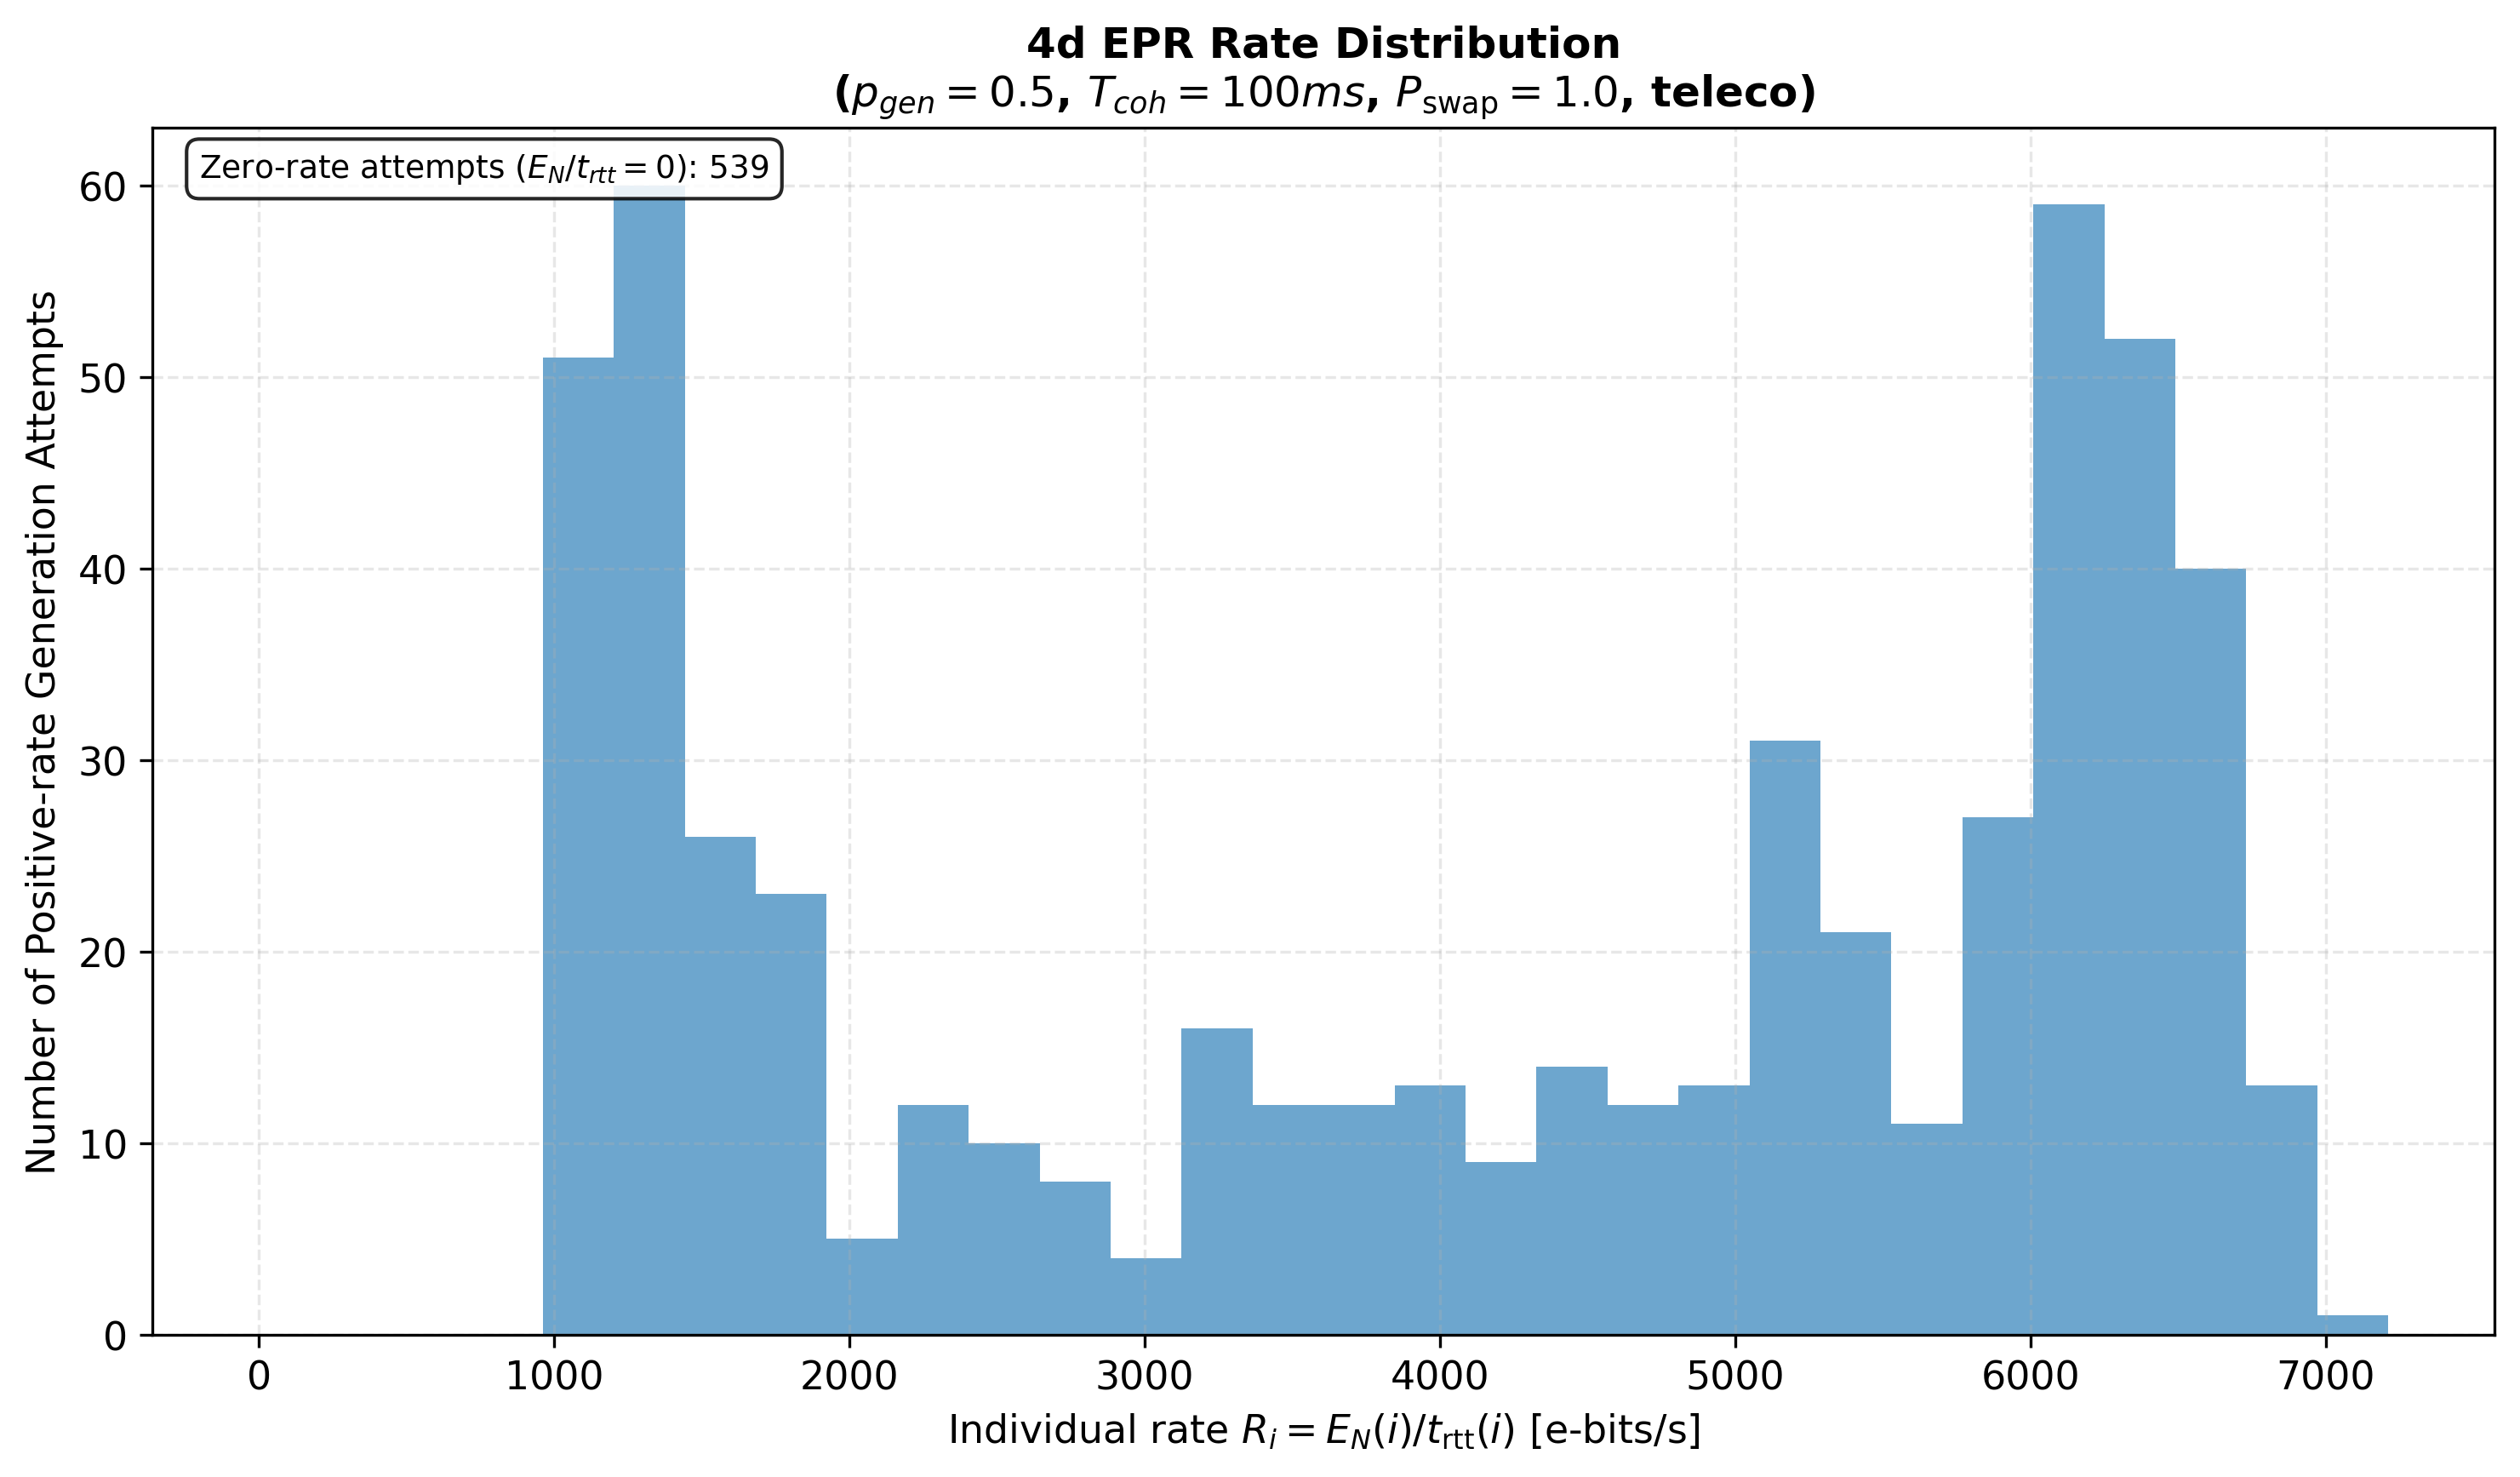 4d EPR Rate Distribution
(p_gen = 0.5, T_coh = 100ms, P_swap = 1.0, teleco)
Zero-rate attempts (E_N/t_rtt = 0): 539
Number of Positive-rate Generation Attempts
60
50
40
30
20
10
0
0 1000 2000 3000 4000 5000 6000 7000
Individual rate R_i = E_N(i)/t_rtt(i) [e-bits/s]